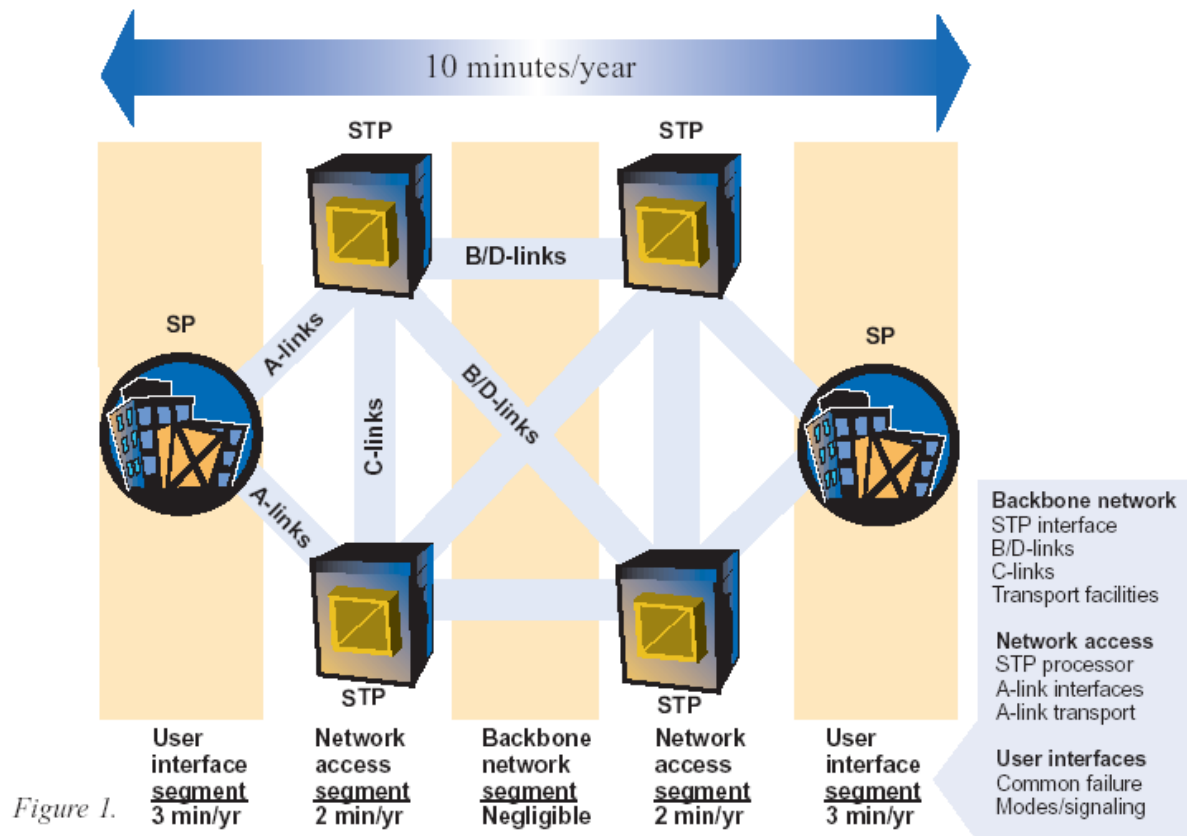 10 minutes/year
STP
STP
B/D-links
SP
A-links
SP
B/D-links
C-links
A-links
STP
STP
User
interface
segment
3 min/yr
Network
access
segment
2 min/yr
Backbone
network
segment
Negligible
Network
access
segment
2 min/yr
User
interface
segment
3 min/yr
Backbone network
STP interface
B/D-links
C-links
Transport facilities
Network access
STP processor
A-link interfaces
A-link transport
User interfaces
Common failure
Modes/signaling
Figure 1.